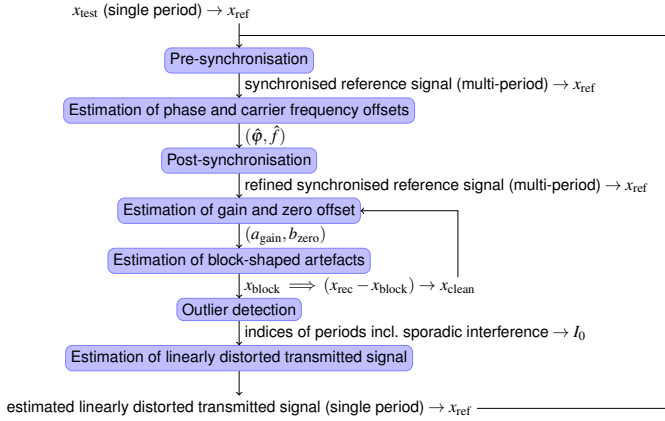 x_test (single period) → x_ref
Pre-synchronisation
synchronised reference signal (multi-period) → x_ref
Estimation of phase and carrier frequency offsets
(φ̂, f̂)
Post-synchronisation
refined synchronised reference signal (multi-period) → x_ref
Estimation of gain and zero offset
(a_gain, b_zero)
Estimation of block-shaped artefacts
x_block ⟹ (x_rec − x_block) → x_clean
Outlier detection
indices of periods incl. sporadic interference → I_0
Estimation of linearly distorted transmitted signal
estimated linearly distorted transmitted signal (single period) → x_ref